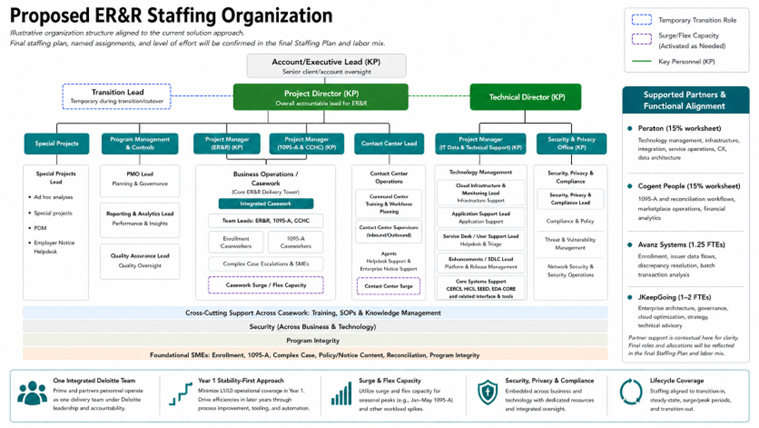 Proposed ER&R Staffing Organization
Illustrative organization structure aligned to the current solution approach.
Final staffing plan, named assignments, and level of effort will be confirmed in the final Staffing Plan and labor mix.
Temporary Transition Role
Surge/Flex Capacity
(Activated as Needed)
Key Personnel (KP)
Account/Executive Lead (KP)
Senior client/account oversight
Transition Lead
Temporary during transition/cutover
Project Director (KP)
Overall accountable lead for ER&R
Technical Director (KP)
Special Projects
Program Management
& Controls
Project Manager
(ER&R) (KP)
Project Manager
(1095-A & CCHC) (KP)
Contact Center Lead
Project Manager
(IT Data & Technical Support) (KP)
Security & Privacy
Office (KP)
Special Projects
Lead
Ad hoc analyses
Special projects
PDM
Employer Notice
Helpdesk
PMO Lead
Planning & Governance
Reporting & Analytics Lead
Performance & Insights
Quality Assurance Lead
Quality Oversight
Business Operations /
Casework
(Core ER&R Delivery Tower)
Integrated Casework
Team Leads: ER&R, 1095-A, CCHC
Enrollment
Caseworkers
1095-A
Caseworkers
Complex Case Escalations & SMEs
Casework Surge / Flex Capacity
Contact Center
Operations
Command Center
Training & Workforce
Planning
Contact Center Supervisors
(Inbound/Outbound)
Agents
Helpdesk Support &
Enterprise Notice Support
Contact Center Surge
Technology Management
Cloud Infrastructure &
Monitoring Lead
Infrastructure Support
Application Support Lead
Application Support
Service Desk / User Support Lead
Helpdesk & Triage
Enhancements / SDLC Lead
Platform & Release Management
Core Systems Support
CERCS, HICS, SEED, EDA CORE
and related interface & tools
Security, Privacy
& Compliance
Security, Privacy
& Compliance Lead
Compliance & Policy
Threat & Vulnerability
Management
Network Security &
Security Operations
Cross-Cutting Support Across Casework: Training, SOPs & Knowledge Management
Security (Across Business & Technology)
Program Integrity
Foundational SMEs: Enrollment, 1095-A, Complex Case, Policy/Notice Content, Reconciliation, Program Integrity
Supported Partners &
Functional Alignment
Peraton (15% worksheet)
Technology management, infrastructure,
integration, service operations, CX,
data architecture
Cogent People (15% worksheet)
1095-A and reconciliation workflows,
marketplace operations, financial
analytics
Avanz Systems (1.25 FTEs)
Enrollment, issuer data flows,
discrepancy resolution, batch
transaction analysis
JKeepGoing (1–2 FTEs)
Enterprise architecture, governance,
cloud optimization, strategy,
technical advisory
Partner support is contextual here for clarity.
Final roles and allocations will be reflected
in the final Staffing Plan and labor mix.
One Integrated Deloitte Team
Prime and partners personnel operate
as one delivery team under Deloitte
leadership and accountability.
Year 1 Stability-First Approach
Minimize L1/L0 operational coverage in Year 1.
Drive efficiencies in later years through
process improvement, tooling, and automation.
Surge & Flex Capacity
Utilize surge and flex capacity for
seasonal peaks (e.g., Jan–May 1095-A)
and other workload spikes.
Security, Privacy & Compliance
Embedded across business and
technology with dedicated resources
and integrated oversight.
Lifecycle Coverage
Staffing aligned to transition-in,
steady-state, surge/peak periods,
and transition-out.